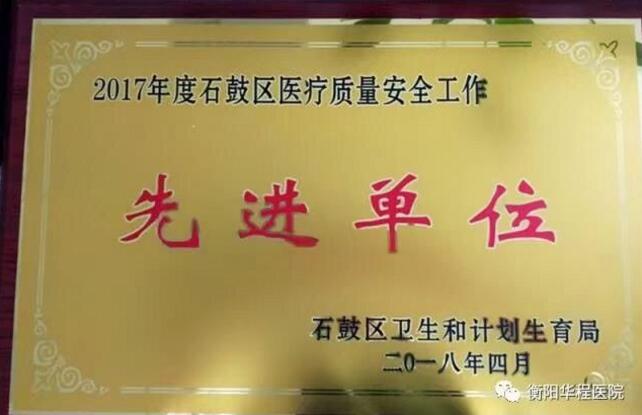 2017年度石鼓区医疗质量安全工作
先进单位
石鼓区卫生和计划生育局
二〇一八年四月
衡阳华程医院